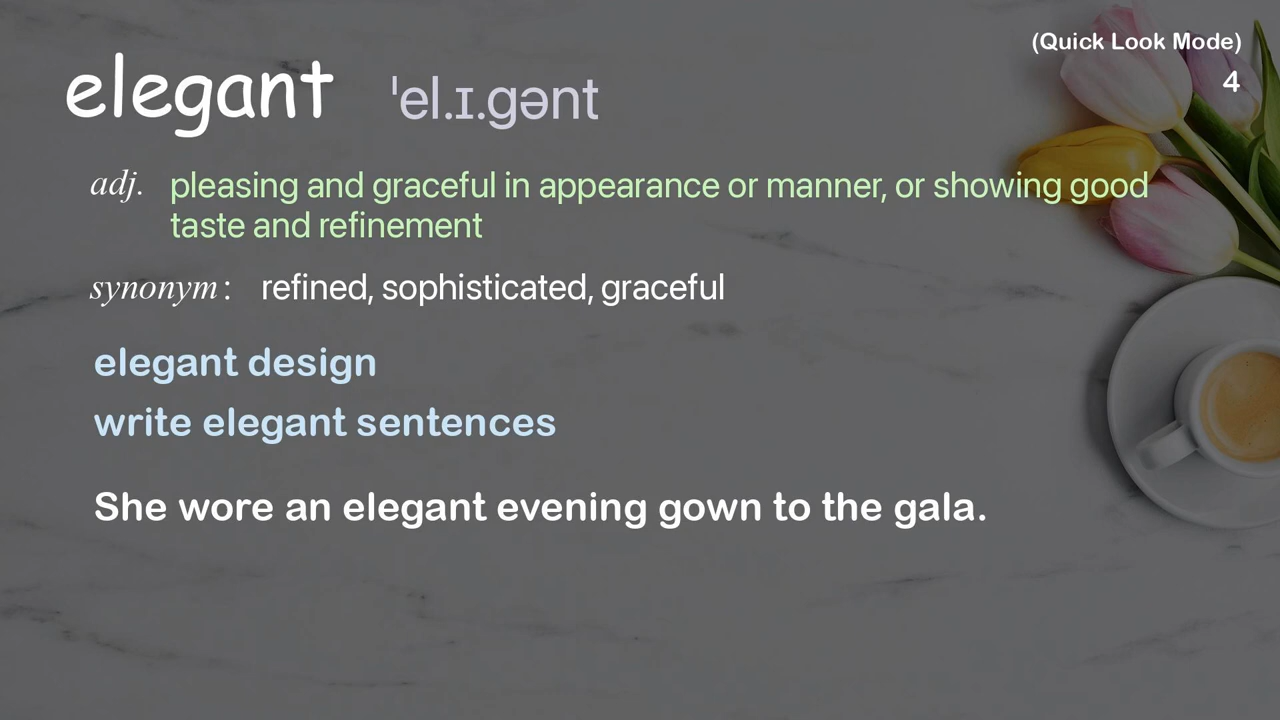 (Quick Look Mode)
4
elegant ˈel.ɪ.gənt
adj. pleasing and graceful in appearance or manner, or showing good
taste and refinement
synonym: refined, sophisticated, graceful
elegant design
write elegant sentences
She wore an elegant evening gown to the gala.